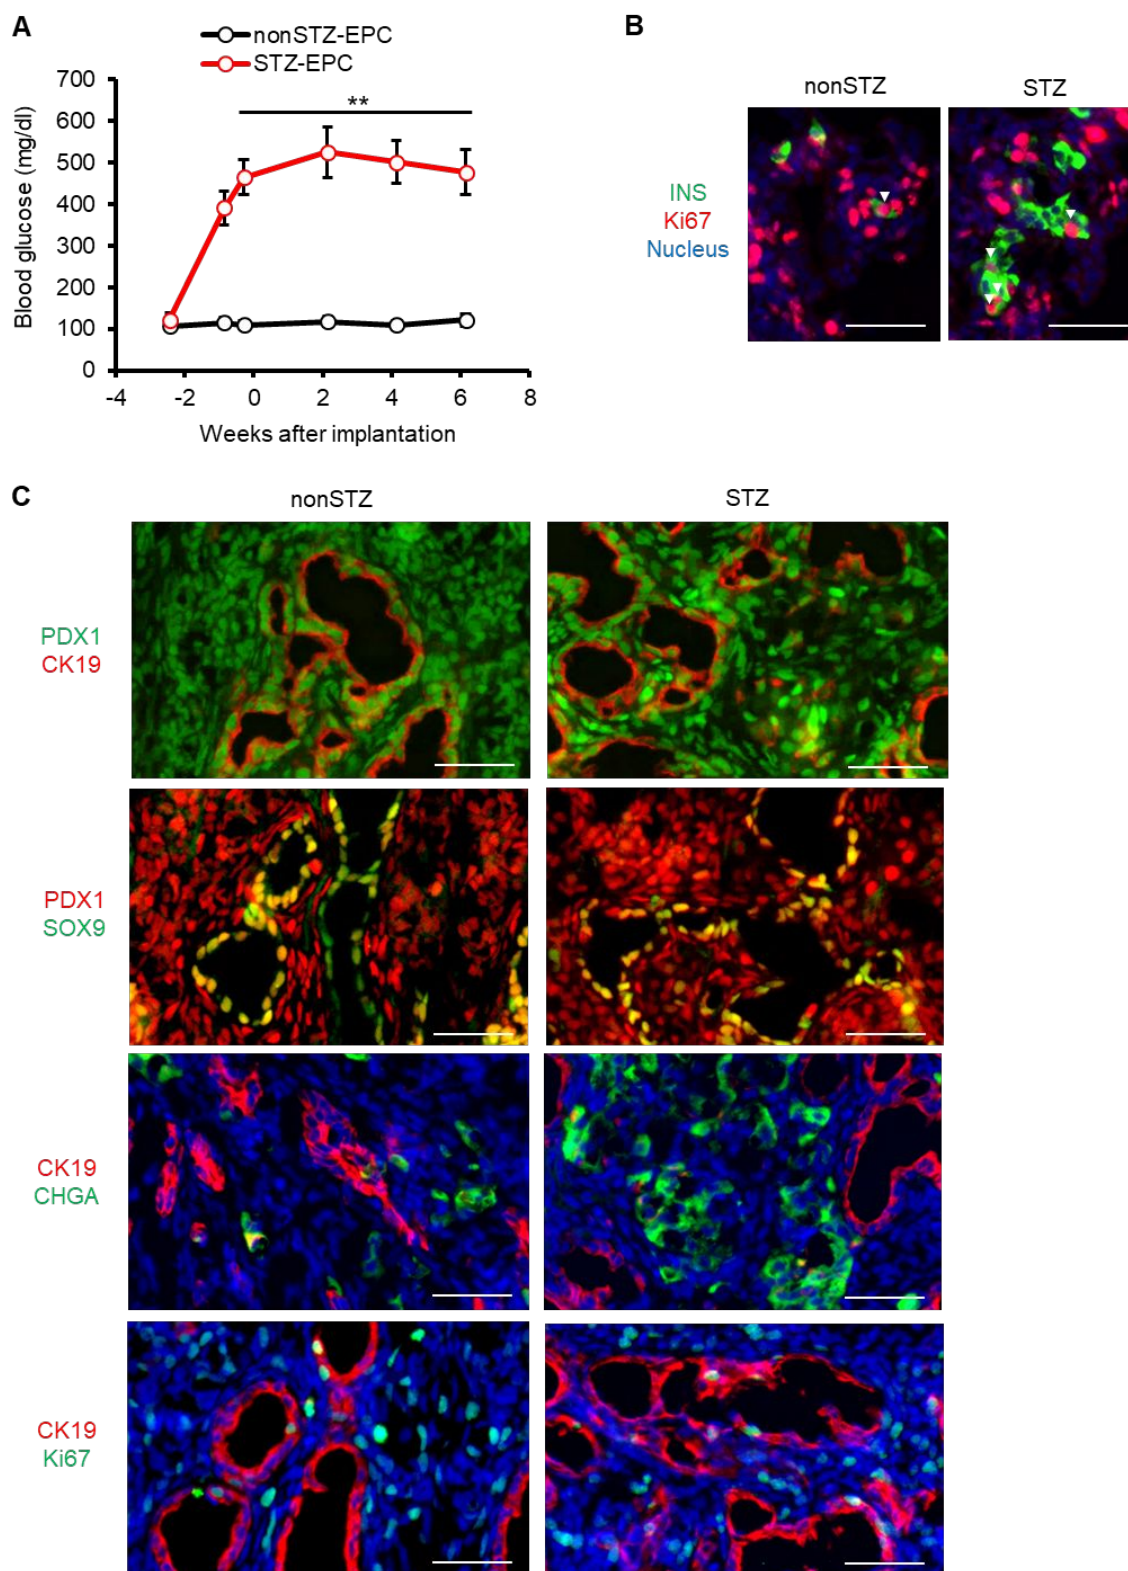 A
nonSTZ-EPC
STZ-EPC
**
700
600
500
400
300
200
100
0
Blood glucose (mg/dl)
-4 -2 0 2 4 6 8
Weeks after implantation
B
nonSTZ STZ
INS
Ki67
Nucleus
C
nonSTZ STZ
PDX1
CK19
PDX1
SOX9
CK19
CHGA
CK19
Ki67